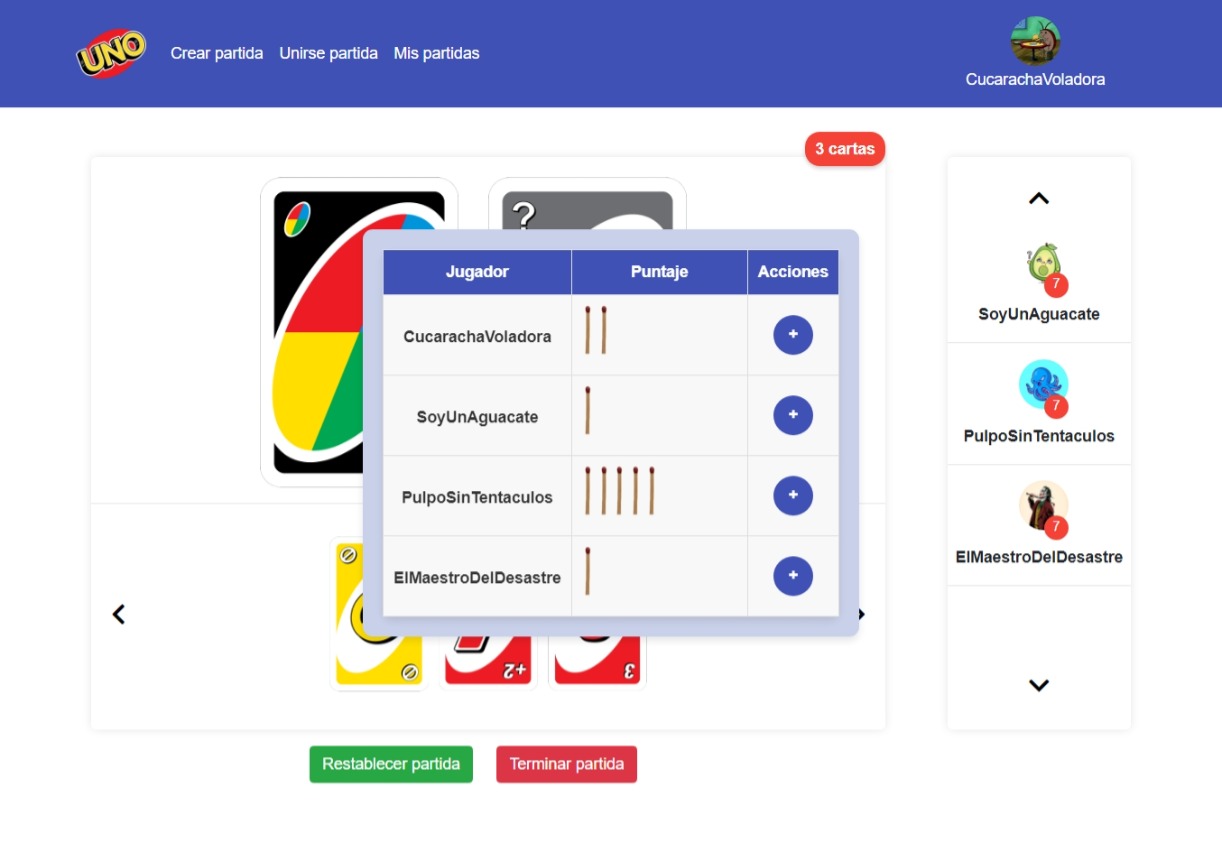 UNO
Crear partida Unirse partida Mis partidas
CucarachaVoladora
3 cartas
?
Jugador Puntaje Acciones
CucarachaVoladora +
SoyUnAguacate +
PulpoSinTentaculos +
ElMaestroDelDesastre +
+2
3
7
SoyUnAguacate
7
PulpoSinTentaculos
7
ElMaestroDelDesastre
Restablecer partida Terminar partida